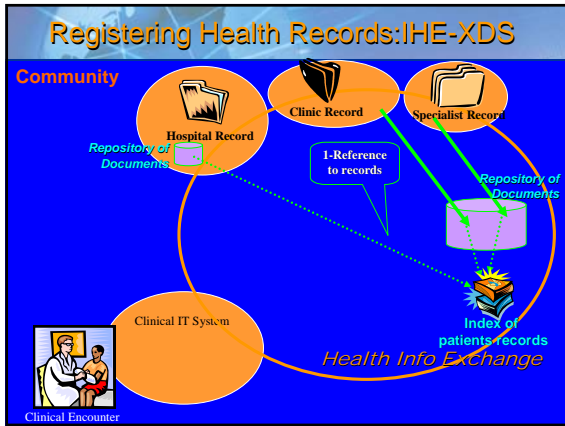 Registering Health Records:IHE-XDS
Community
Hospital Record
Clinic Record
Specialist Record
Repository of
Documents
1-Reference
to records
Repository of
Documents
Clinical IT System
Index of
patients records
Health Info Exchange
Clinical Encounter